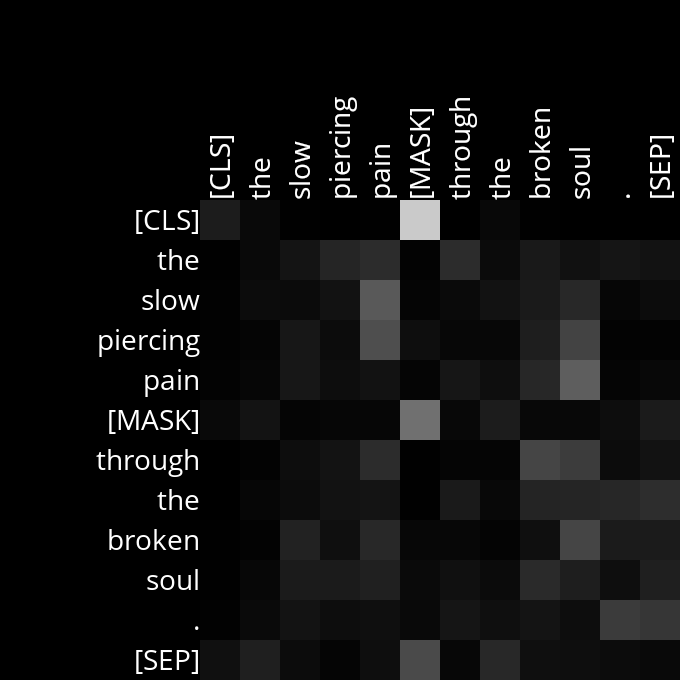 [CLS] the slow piercing pain [MASK] through the broken soul . [SEP]
[CLS]
the
slow
piercing
pain
[MASK]
through
the
broken
soul
.
[SEP]